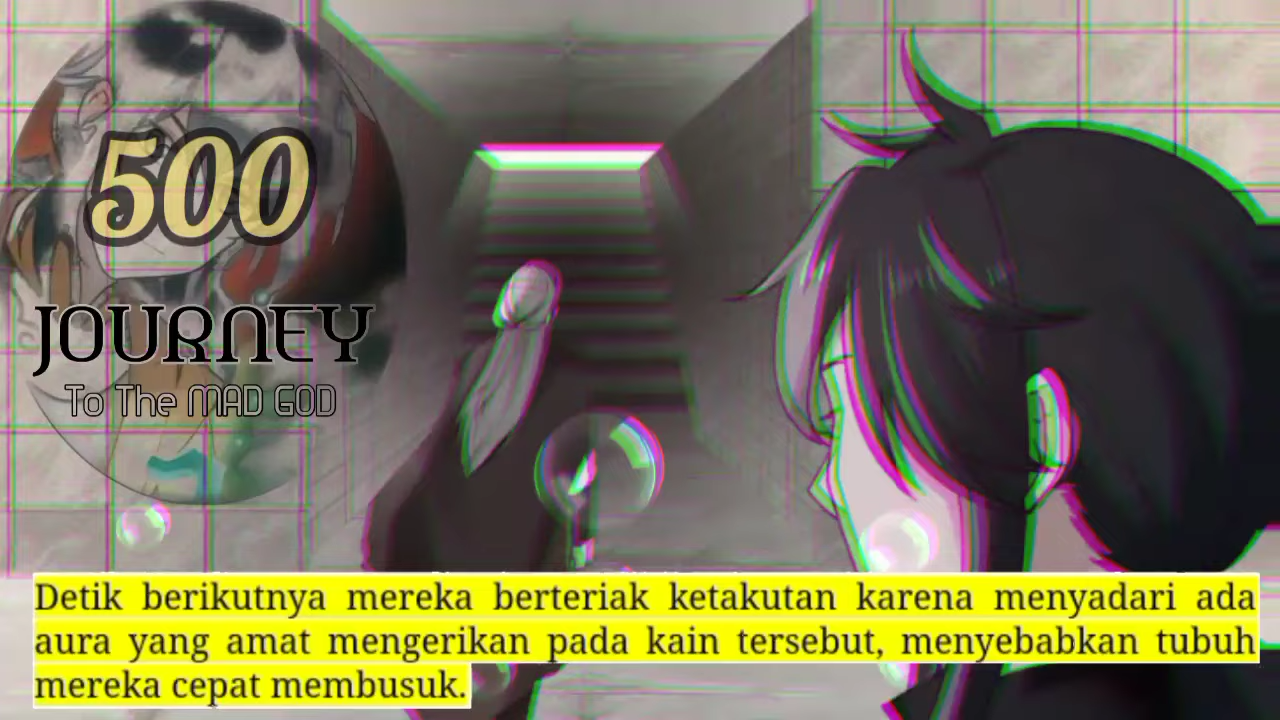 500
JOURNEY
To The MAD GOD
Detik berikutnya mereka berteriak ketakutan karena menyadari ada
aura yang amat mengerikan pada kain tersebut, menyebabkan tubuh
mereka cepat membusuk.